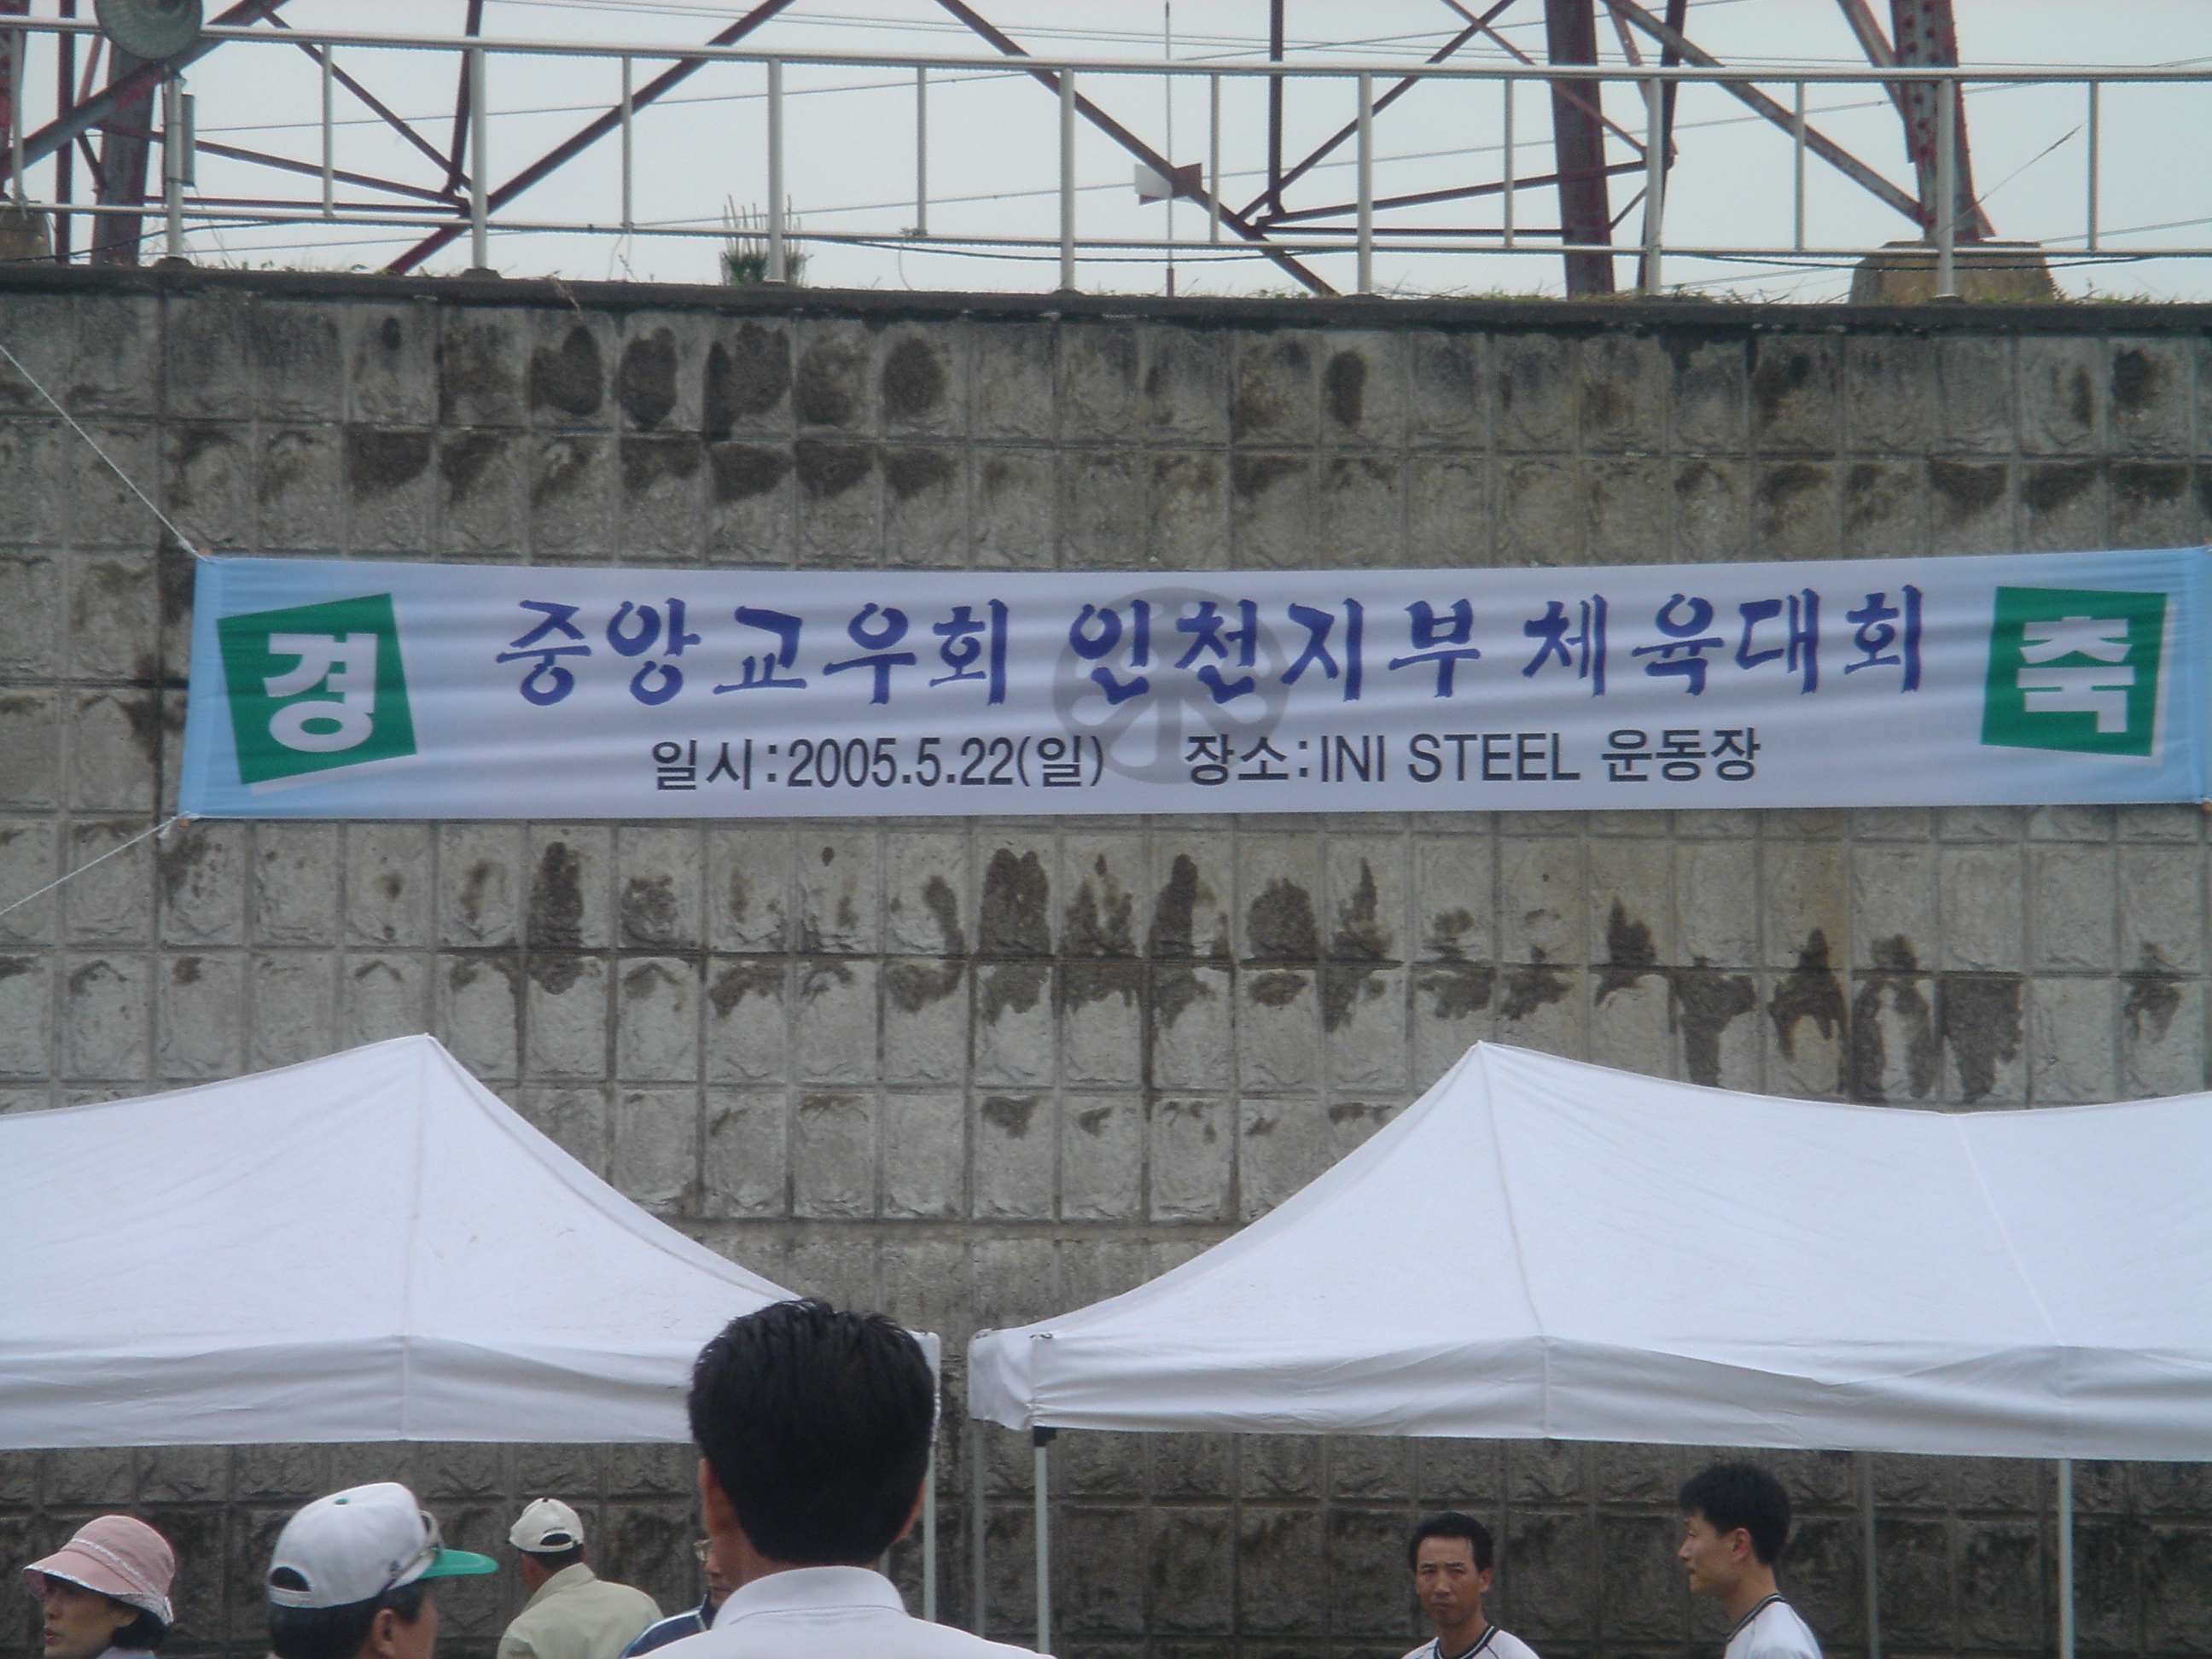 경 중앙교우회 인천지부 체육대회 축
일시:2005.5.22(일) 장소:INI STEEL 운동장